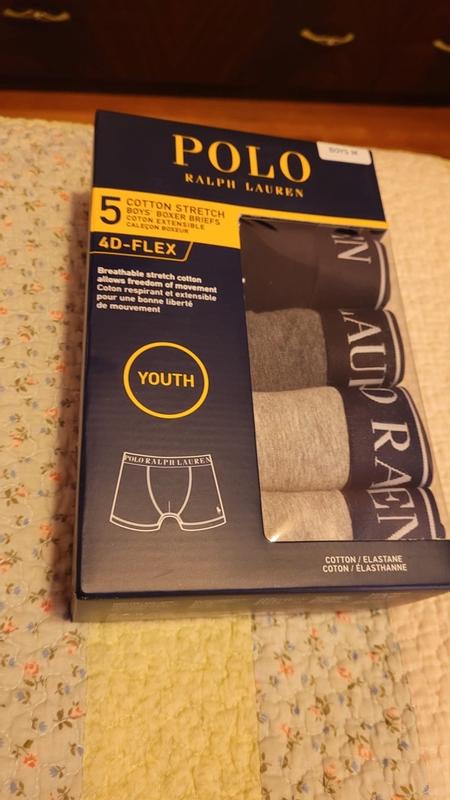 BOYS M
POLO
RALPH LAUREN
5
COTTON STRETCH
BOYS' BOXER BRIEFS
COTON EXTENSIBLE
CALEÇON BOXEUR
4D-FLEX
Breathable stretch cotton
allows freedom of movement
Coton respirant et extensible
pour une bonne liberté
de mouvement
YOUTH
POLO RALPH LAUREN
COTTON / ELASTANE
COTON / ÉLASTHANNE